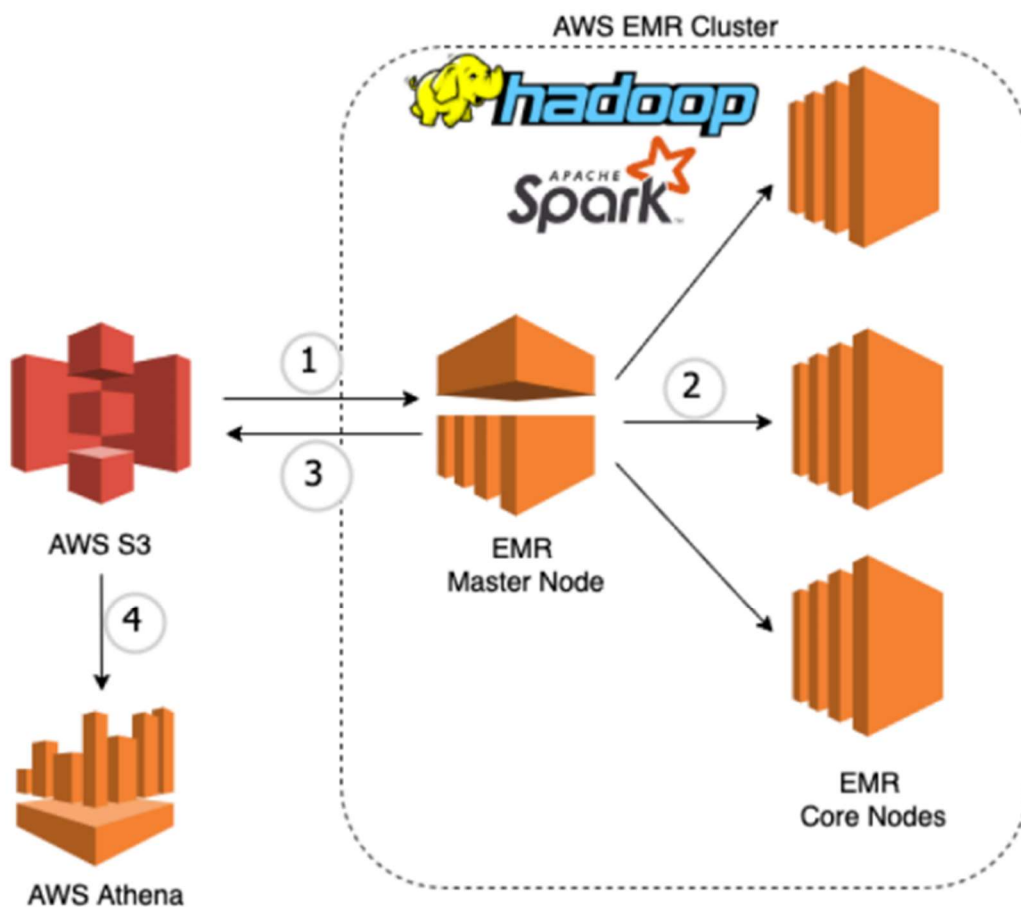 AWS EMR Cluster
hadoop
APACHE
Spark™
1
2
3
AWS S3
EMR
Master Node
4
EMR
Core Nodes
AWS Athena